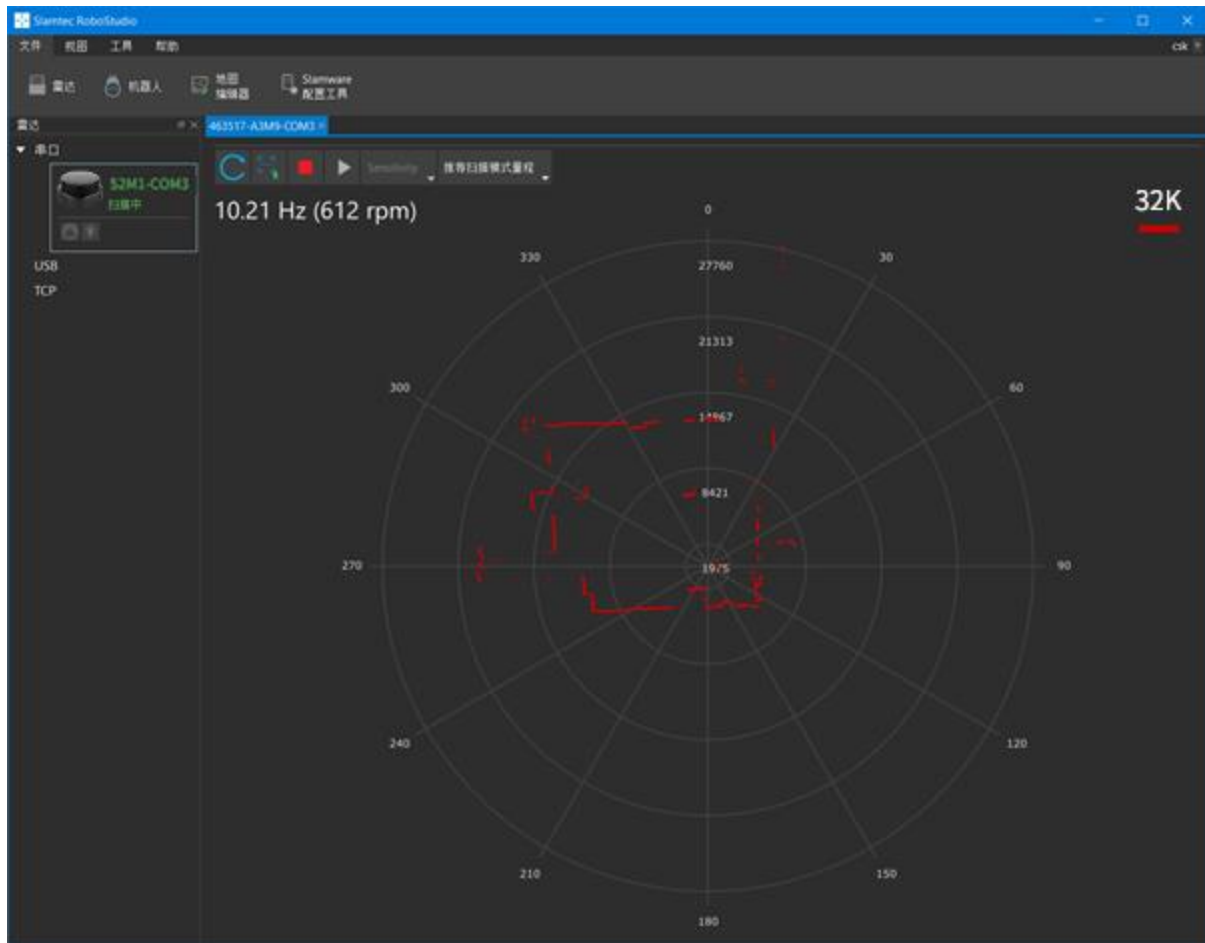 Slamtec RoboStudio
文件 视图 工具 帮助
csk
雷达 机器人 地图编辑器 Slamware 配置工具
雷达
463517-A3M9-COM3
串口
S2M1-COM3
扫描中
USB
TCP
Sensitivity
推荐扫描模式量程
10.21 Hz (612 rpm)
32K
0
330
30
27760
21313
300
60
14867
8421
270
1975
90
240
120
210
150
180